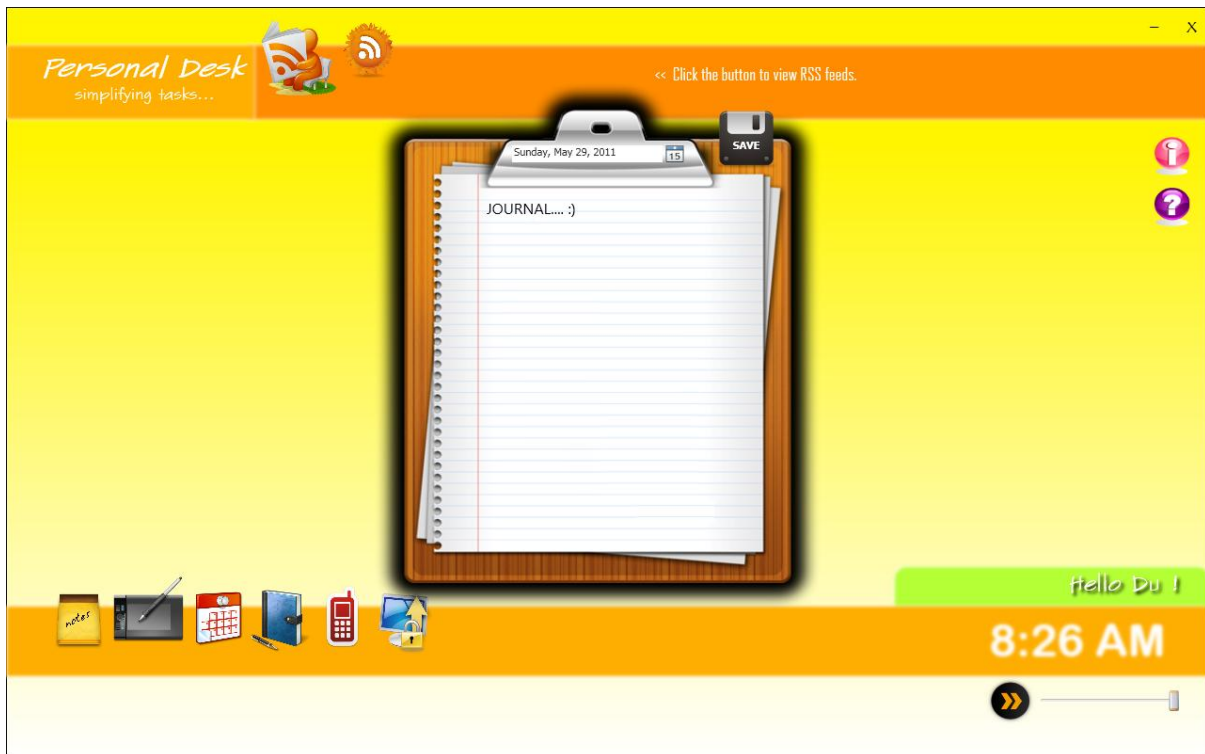 – X
Personal Desk
simplifying tasks...
<< Click the button to view RSS feeds.
Sunday, May 29, 2011
15
SAVE
JOURNAL.... :)
i
?
Hello Du !
notes
8:26 AM